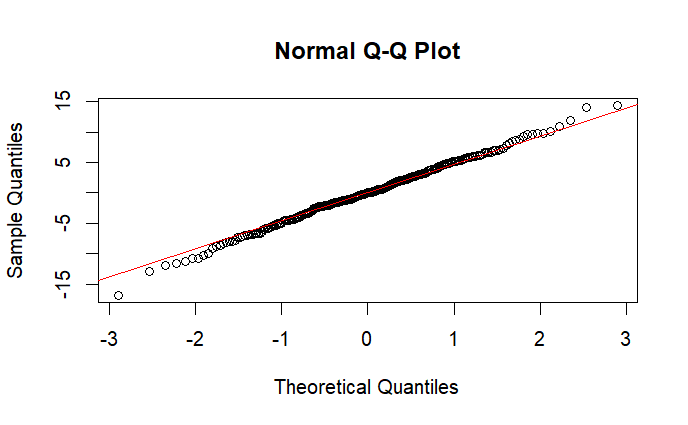 Normal Q-Q Plot
15
5
-5
-15
Sample Quantiles
-3 -2 -1 0 1 2 3
Theoretical Quantiles